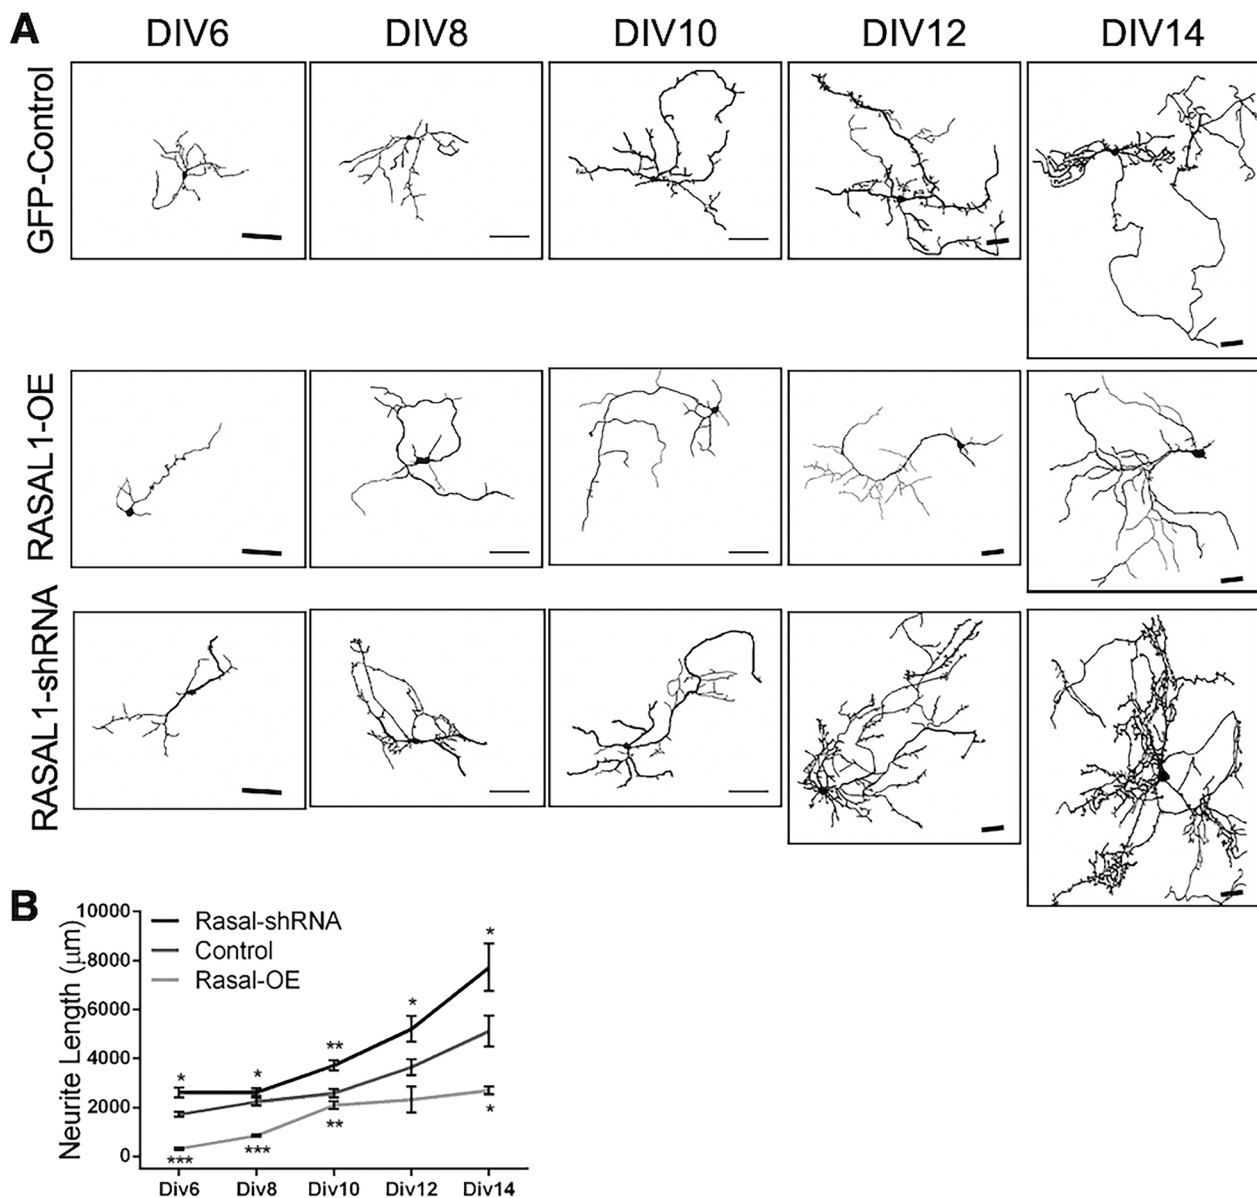 A
DIV6 DIV8 DIV10 DIV12 DIV14
GFP-Control
RASAL1-OE
RASAL1-shRNA
B
Neurite Length (μm)
10000
8000
6000
4000
2000
0
Rasal-shRNA
Control
Rasal-OE
* * ** * *
*** *** ** *
Div6 Div8 Div10 Div12 Div14